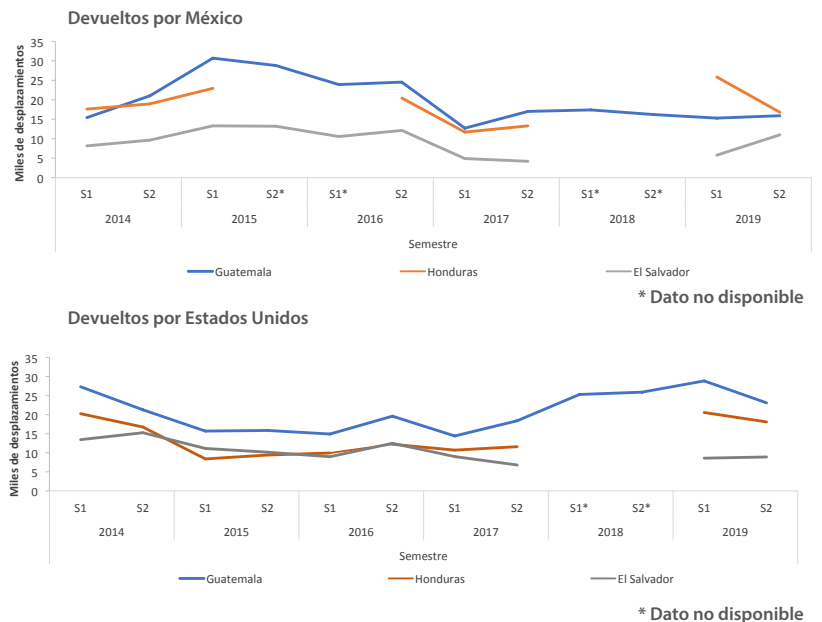 Devueltos por México
Miles de desplazamientos
35
30
25
20
15
10
5
0
S1 S2 S1 S2* S1* S2 S1 S2 S1* S2* S1 S2
2014 2015 2016 2017 2018 2019
Semestre
Guatemala Honduras El Salvador
* Dato no disponible
Devueltos por Estados Unidos
Miles de desplazamientos
35
30
25
20
15
10
5
0
S1 S2 S1 S2 S1 S2 S1 S2 S1* S2* S1 S2
2014 2015 2016 2017 2018 2019
Semestre
Guatemala Honduras El Salvador
* Dato no disponible